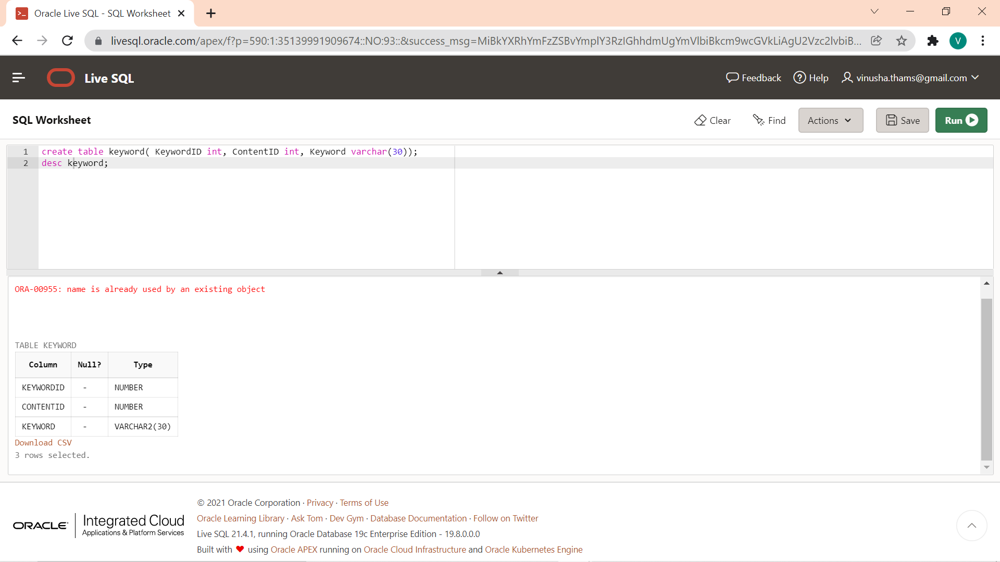 Oracle Live SQL - SQL Worksheet
livesql.oracle.com/apex/f?p=590:1:35139991909674::NO:93::&success_msg=MiBkYXRhYmFzZSBvYmplY3RzIGhhdmUgYmVlbiBkcm9wcGVkLiAgU2Vzc2lvbiB...
V
Live SQL
Feedback
Help
vinusha.thams@gmail.com
SQL Worksheet
Clear
Find
Actions
Save
Run
1 create table keyword( KeywordID int, ContentID int, Keyword varchar(30));
2 desc keyword;
ORA-00955: name is already used by an existing object
TABLE KEYWORD
Column Null? Type
KEYWORDID - NUMBER
CONTENTID - NUMBER
KEYWORD - VARCHAR2(30)
Download CSV
3 rows selected.
ORACLE
Integrated Cloud
Applications & Platform Services
© 2021 Oracle Corporation · Privacy · Terms of Use
Oracle Learning Library · Ask Tom · Dev Gym · Database Documentation · Follow on Twitter
Live SQL 21.4.1, running Oracle Database 19c Enterprise Edition - 19.8.0.0.0
Built with ❤ using Oracle APEX running on Oracle Cloud Infrastructure and Oracle Kubernetes Engine